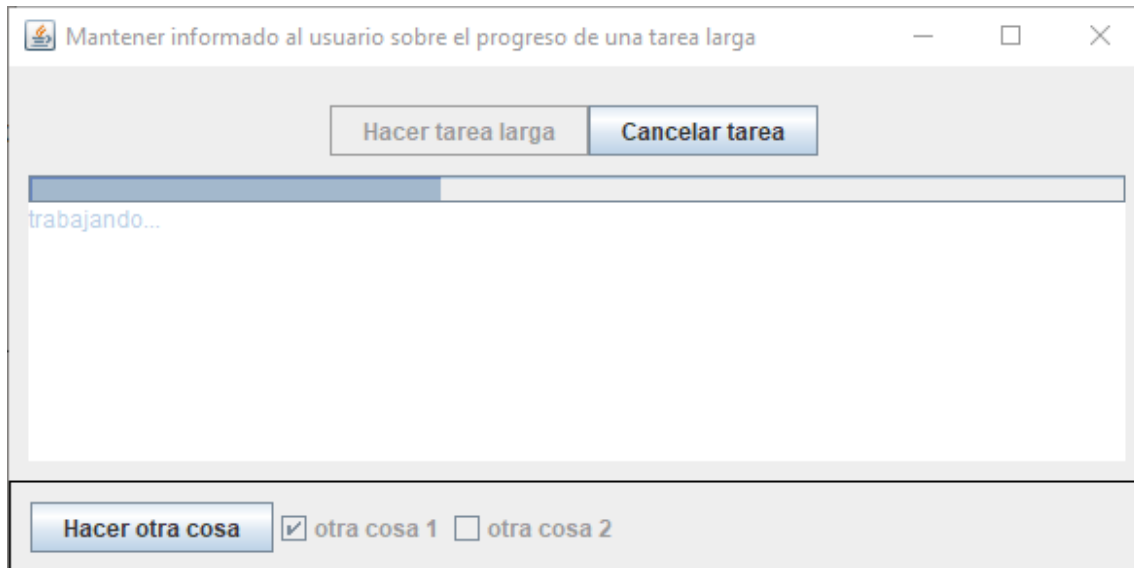 Mantener informado al usuario sobre el progreso de una tarea larga
Hacer tarea larga Cancelar tarea
trabajando...
Hacer otra cosa otra cosa 1 otra cosa 2